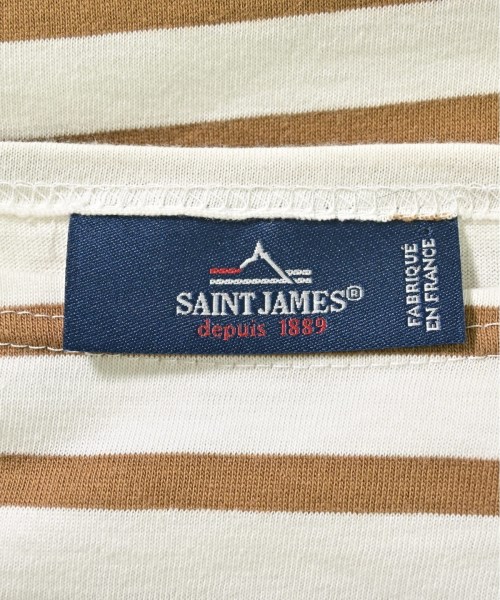 SAINT JAMES®
depuis 1889
FABRIQUÉ
EN FRANCE